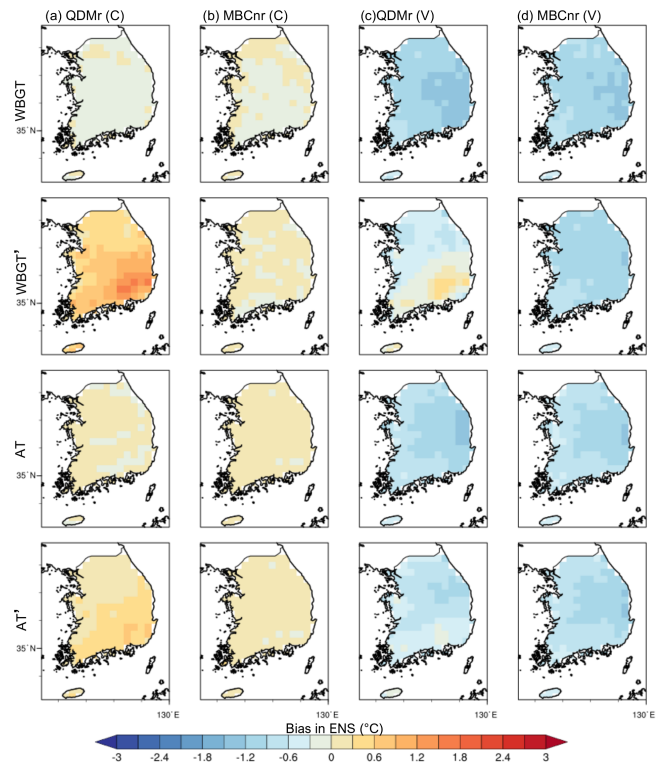 (a) QDMr (C) (b) MBCnr (C) (c)QDMr (V) (d) MBCnr (V)
WBGT
35°N
WBGT’
35°N
AT
35°N
AT’
35°N
130°E 130°E 130°E 130°E
Bias in ENS (°C)
-3 -2.4 -1.8 -1.2 -0.6 0 0.6 1.2 1.8 2.4 3